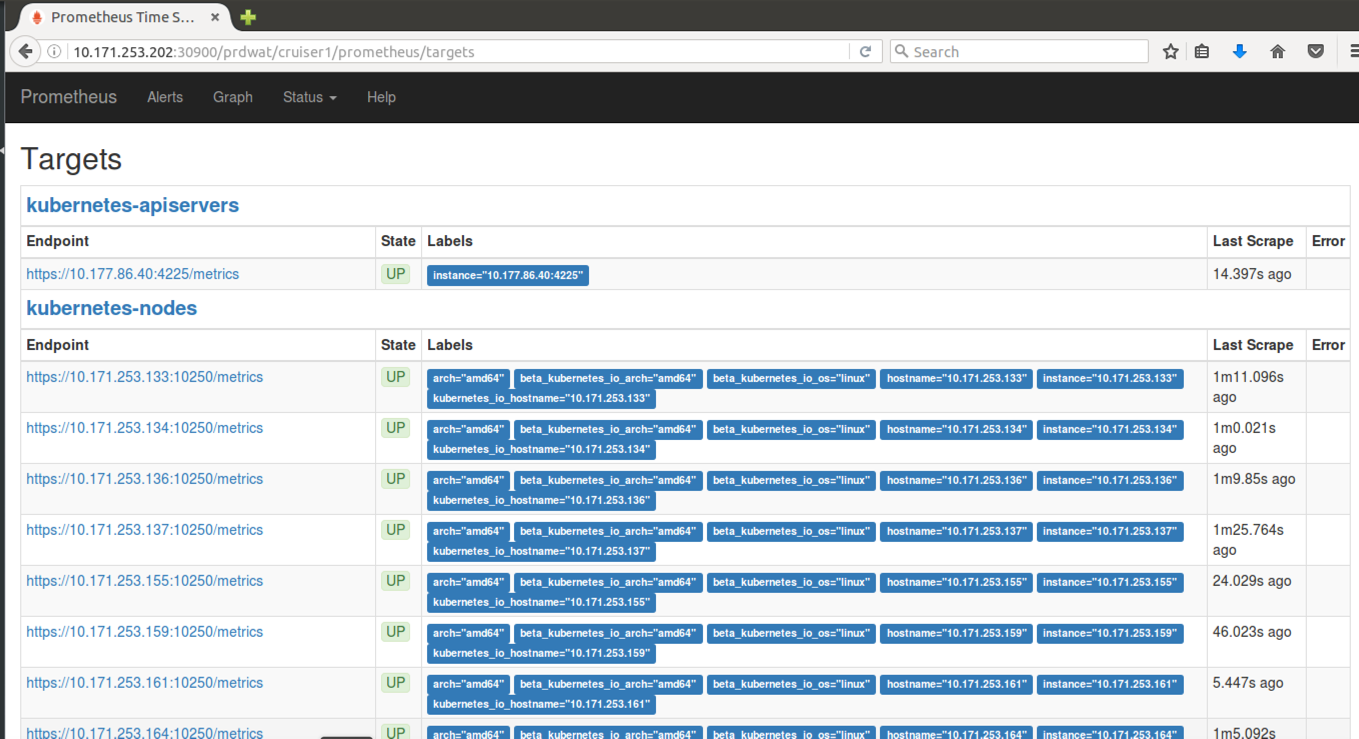 Prometheus Time S...
10.171.253.202:30900/prdwat/cruiser1/prometheus/targets
Search
Prometheus Alerts Graph Status Help
Targets
kubernetes-apiservers
Endpoint State Labels Last Scrape Error
https://10.177.86.40:4225/metrics UP instance="10.177.86.40:4225" 14.397s ago
kubernetes-nodes
Endpoint State Labels Last Scrape Error
https://10.171.253.133:10250/metrics UP arch="amd64" beta_kubernetes_io_arch="amd64" beta_kubernetes_io_os="linux" hostname="10.171.253.133" instance="10.171.253.133" 1m11.096s
kubernetes_io_hostname="10.171.253.133" ago
https://10.171.253.134:10250/metrics UP arch="amd64" beta_kubernetes_io_arch="amd64" beta_kubernetes_io_os="linux" hostname="10.171.253.134" instance="10.171.253.134" 1m0.021s
kubernetes_io_hostname="10.171.253.134" ago
https://10.171.253.136:10250/metrics UP arch="amd64" beta_kubernetes_io_arch="amd64" beta_kubernetes_io_os="linux" hostname="10.171.253.136" instance="10.171.253.136" 1m9.85s ago
kubernetes_io_hostname="10.171.253.136"
https://10.171.253.137:10250/metrics UP arch="amd64" beta_kubernetes_io_arch="amd64" beta_kubernetes_io_os="linux" hostname="10.171.253.137" instance="10.171.253.137" 1m25.764s
kubernetes_io_hostname="10.171.253.137" ago
https://10.171.253.155:10250/metrics UP arch="amd64" beta_kubernetes_io_arch="amd64" beta_kubernetes_io_os="linux" hostname="10.171.253.155" instance="10.171.253.155" 24.029s ago
kubernetes_io_hostname="10.171.253.155"
https://10.171.253.159:10250/metrics UP arch="amd64" beta_kubernetes_io_arch="amd64" beta_kubernetes_io_os="linux" hostname="10.171.253.159" instance="10.171.253.159" 46.023s ago
kubernetes_io_hostname="10.171.253.159"
https://10.171.253.161:10250/metrics UP arch="amd64" beta_kubernetes_io_arch="amd64" beta_kubernetes_io_os="linux" hostname="10.171.253.161" instance="10.171.253.161" 5.447s ago
kubernetes_io_hostname="10.171.253.161"
https://10.171.253.164:10250/metrics UP arch="amd64" beta_kubernetes_io_arch="amd64" beta_kubernetes_io_os="linux" hostname="10.171.253.164" instance="10.171.253.164" 1m5.092s